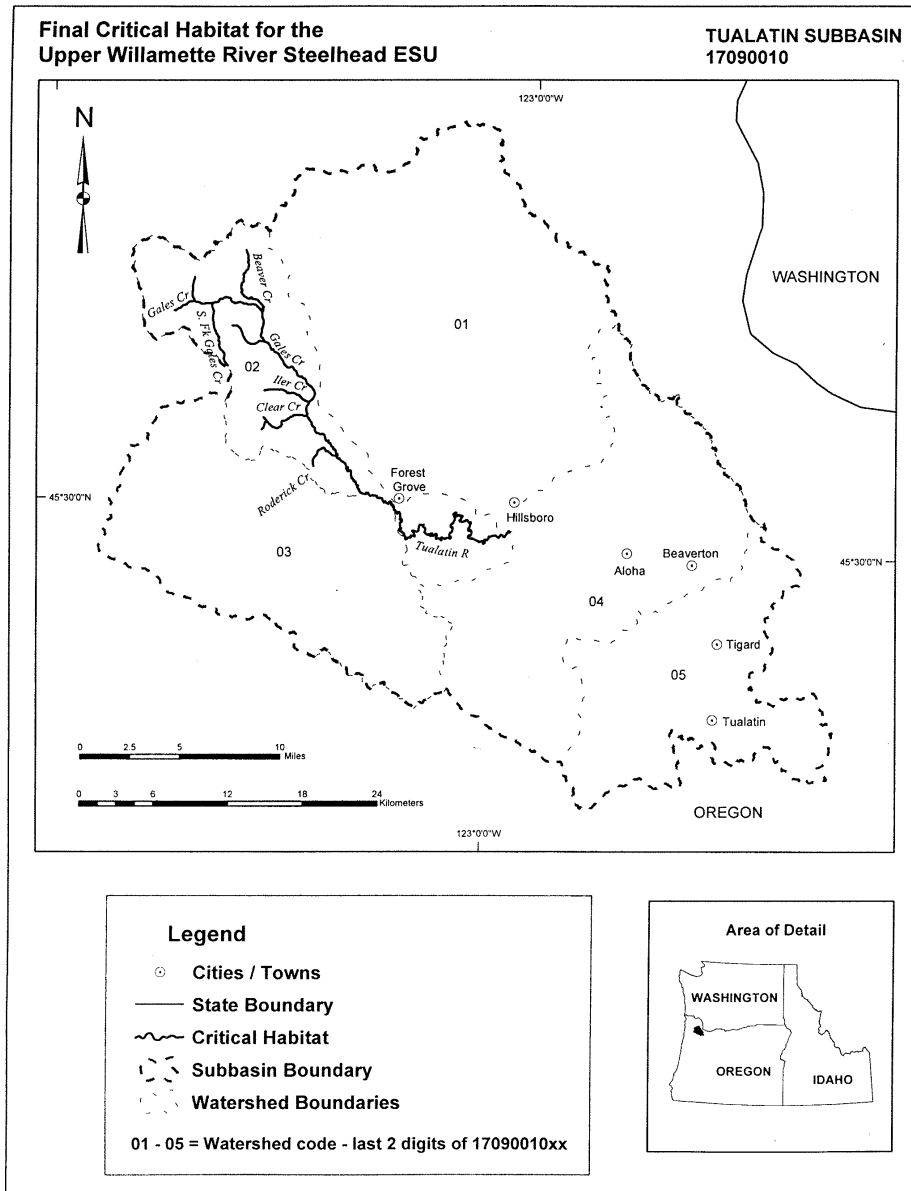 Final Critical Habitat for the
Upper Willamette River Steelhead ESU
TUALATIN SUBBASIN
17090010
123°0'0"W
N
WASHINGTON
Beaver Cr
Gales Cr
S. Fk Gales Cr
01
02
Gales Cr
Iler Cr
Clear Cr
Roderick Cr
45°30'0"N
Forest
Grove
Hillsboro
Tualatin R
03
Aloha
Beaverton
45°30'0"N
04
Tigard
05
Tualatin
0 2.5 5 10
Miles
0 3 6 12 18 24
Kilometers
OREGON
123°0'0"W
Legend
Cities / Towns
State Boundary
Critical Habitat
Subbasin Boundary
Watershed Boundaries
01 - 05 = Watershed code - last 2 digits of 17090010xx
Area of Detail
WASHINGTON
OREGON
IDAHO